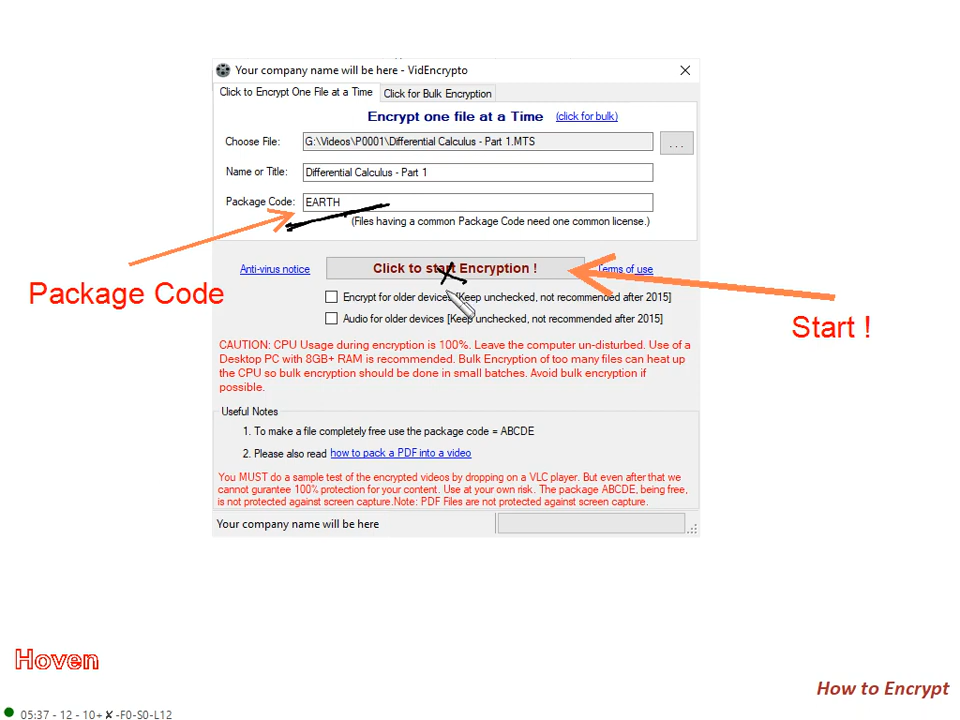 Your company name will be here - VidEncrypto
Click to Encrypt One File at a Time
Click for Bulk Encryption
Encrypt one file at a Time (click for bulk)
Choose File: G:\Videos\P0001\Differential Calculus - Part 1.MTS ...
Name or Title: Differential Calculus - Part 1
Package Code: EARTH
(Files having a common Package Code need one common license.)
Package Code
Anti-virus notice
Click to start Encryption !
Terms of use
Start !
Encrypt for older devices [Keep unchecked, not recommended after 2015]
Audio for older devices [Keep unchecked, not recommended after 2015]
CAUTION: CPU Usage during encryption is 100%. Leave the computer un-disturbed. Use of a
Desktop PC with 8GB+ RAM is recommended. Bulk Encryption of too many files can heat up
the CPU so bulk encryption should be done in small batches. Avoid bulk encryption if
possible.
Useful Notes
1. To make a file completely free use the package code = ABCDE
2. Please also read how to pack a PDF into a video
You MUST do a sample test of the encrypted videos by dropping on a VLC player. But even after that we
cannot gurantee 100% protection for your content. Use at your own risk. The package ABCDE, being free,
is not protected against screen capture.Note: PDF Files are not protected against screen capture.
Your company name will be here
Hoven
How to Encrypt
05:37 - 12 - 10+ ✘ -F0-S0-L12